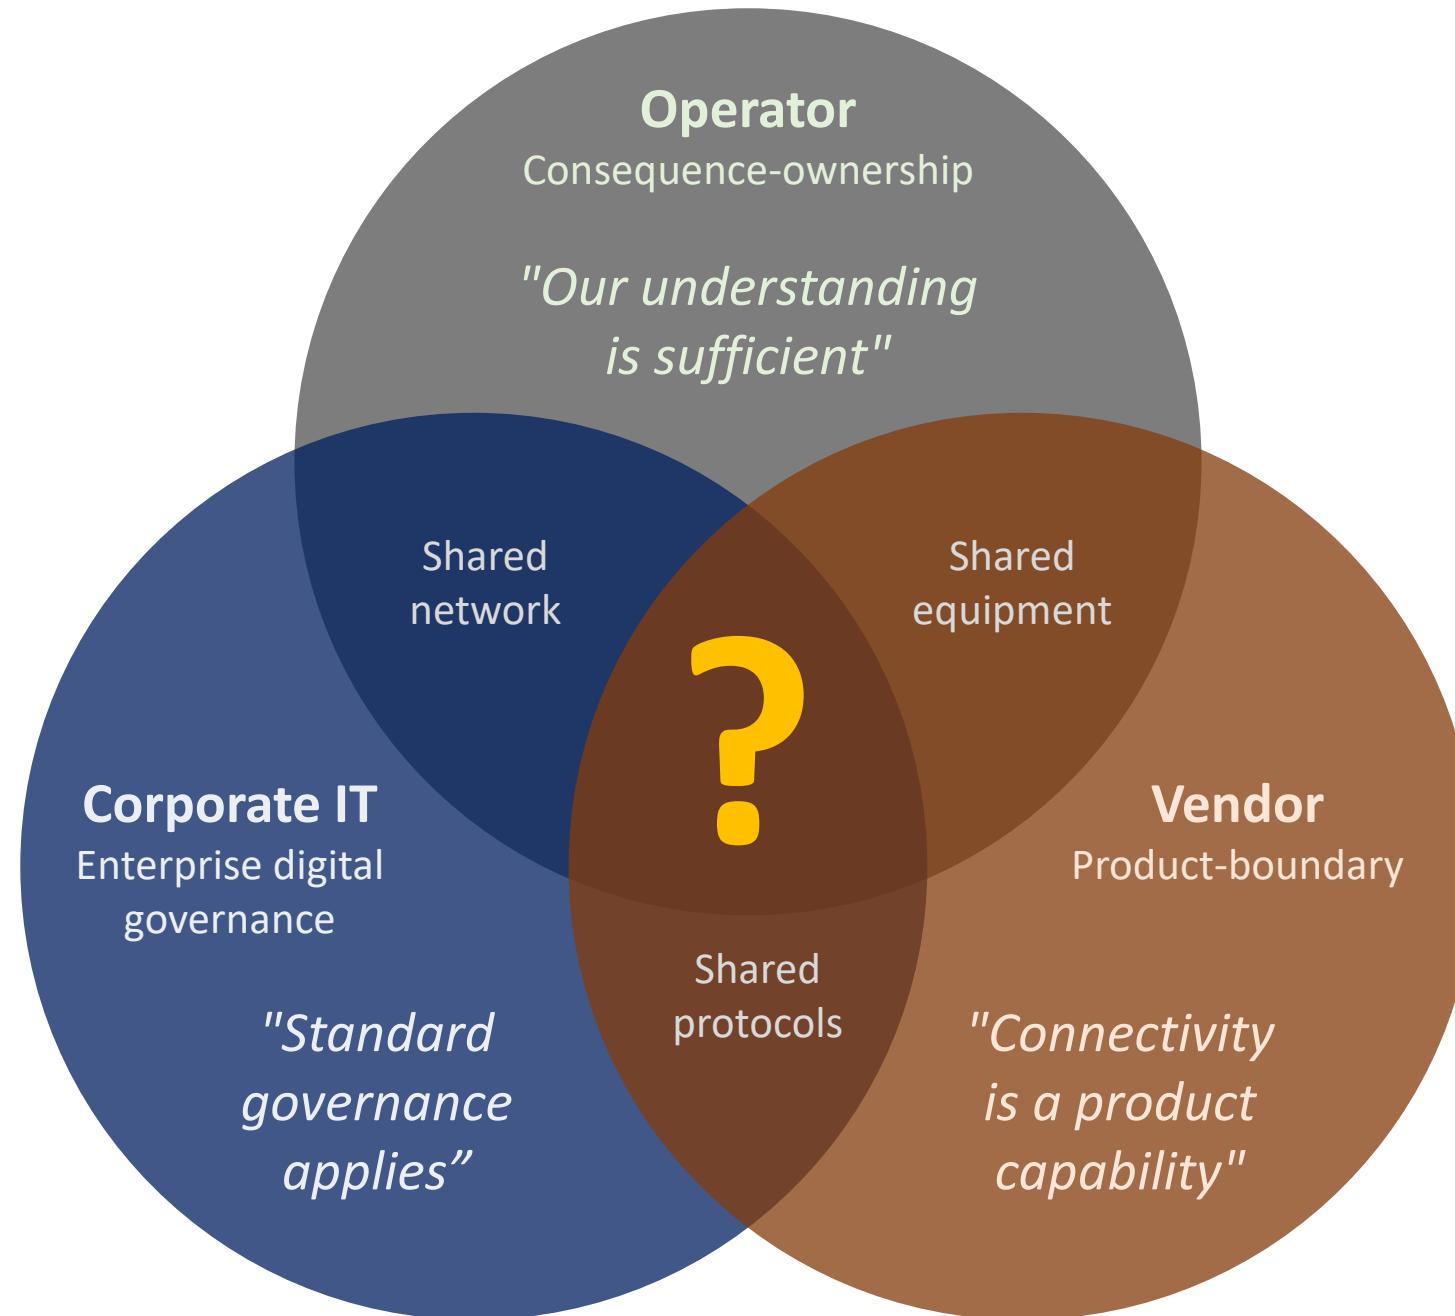 Operator
Consequence-ownership
"Our understanding
is sufficient"
Shared
network
Shared
equipment
?
Corporate IT
Enterprise digital
governance
Vendor
Product-boundary
Shared
protocols
"Standard
governance
applies”
"Connectivity
is a product
capability"